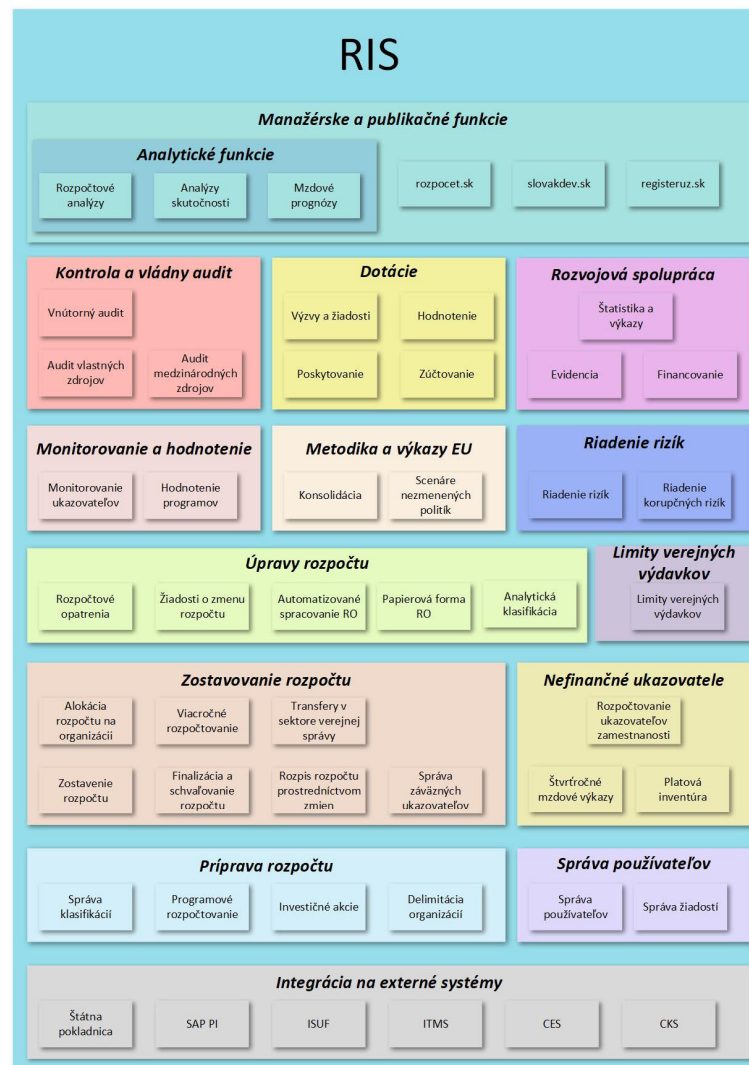 RIS
Manažérske a publikačné funkcie
Analytické funkcie
Rozpočtové
analýzy
Analýzy
skutočnosti
Mzdové
prognózy
rozpocet.sk
slovakdev.sk
registeruz.sk
Kontrola a vládny audit
Vnútorný audit
Audit vlastných
zdrojov
Audit
medzinárodných
zdrojov
Dotácie
Výzvy a žiadosti
Hodnotenie
Poskytovanie
Zúčtovanie
Rozvojová spolupráca
Štatistika a
výkazy
Evidencia
Financovanie
Monitorovanie a hodnotenie
Monitorovanie
ukazovateľov
Hodnotenie
programov
Metodika a výkazy EU
Konsolidácia
Scenáre
nezmenených
politík
Riadenie rizík
Riadenie rizík
Riadenie
korupčných rizík
Úpravy rozpočtu
Rozpočtové
opatrenia
Žiadosti o zmenu
rozpočtu
Automatizované
spracovanie RO
Papierová forma
RO
Analytická
klasifikácia
Limity verejných
výdavkov
Limity verejných
výdavkov
Zostavovanie rozpočtu
Alokácia
rozpočtu na
organizácii
Viacročné
rozpočtovanie
Transfery v
sektore verejnej
správy
Zostavenie
rozpočtu
Finalizácia a
schvaľovanie
rozpočtu
Rozpis rozpočtu
prostredníctvom
zmien
Správa
záväzných
ukazovateľov
Nefinančné ukazovatele
Rozpočtovanie
ukazovateľov
zamestnanosti
Štvrťročné
mzdové výkazy
Platová
inventúra
Príprava rozpočtu
Správa
klasifikácií
Programové
rozpočtovanie
Investičné akcie
Delimitácia
organizácií
Správa používateľov
Správa
používateľov
Správa žiadostí
Integrácia na externé systémy
Štátna
pokladnica
SAP PI
ISUF
ITMS
CES
CKS